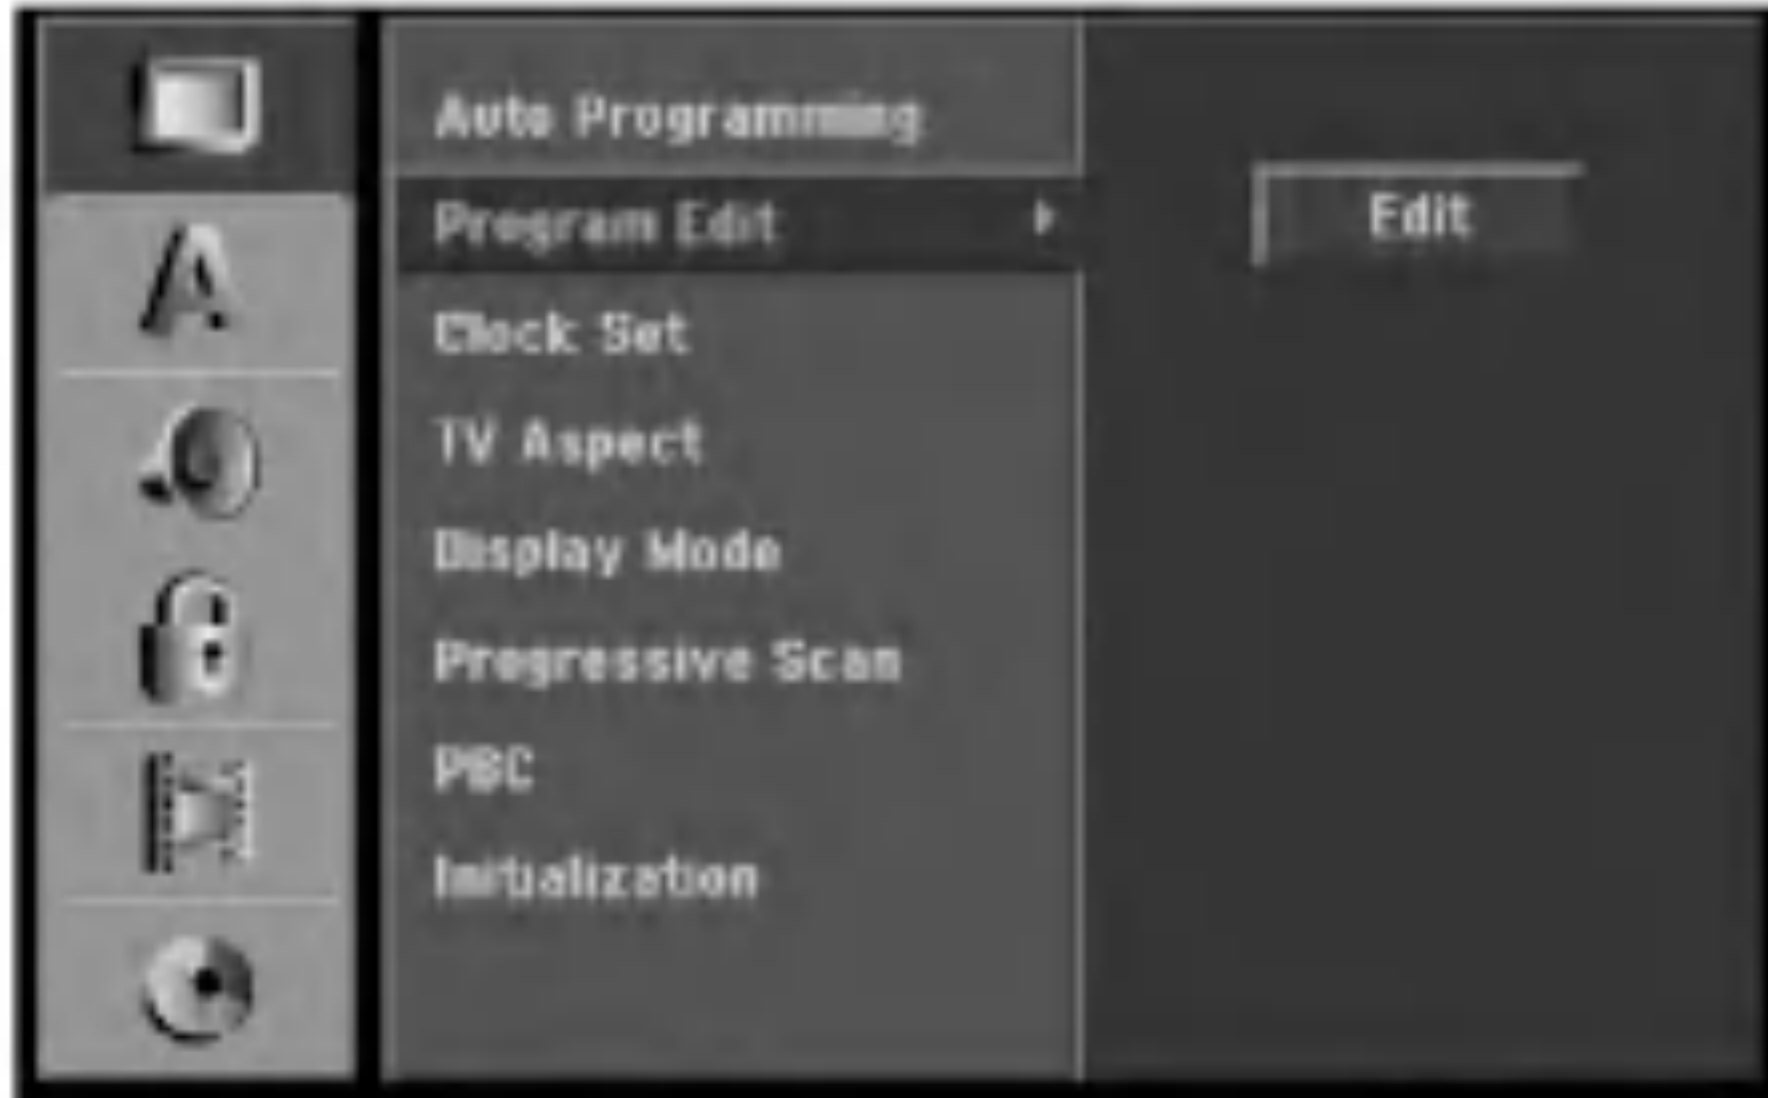 Auto Programming
Program Edit
Edit
Clock Set
TV Aspect
Display Mode
Progressive Scan
PBC
Initialization